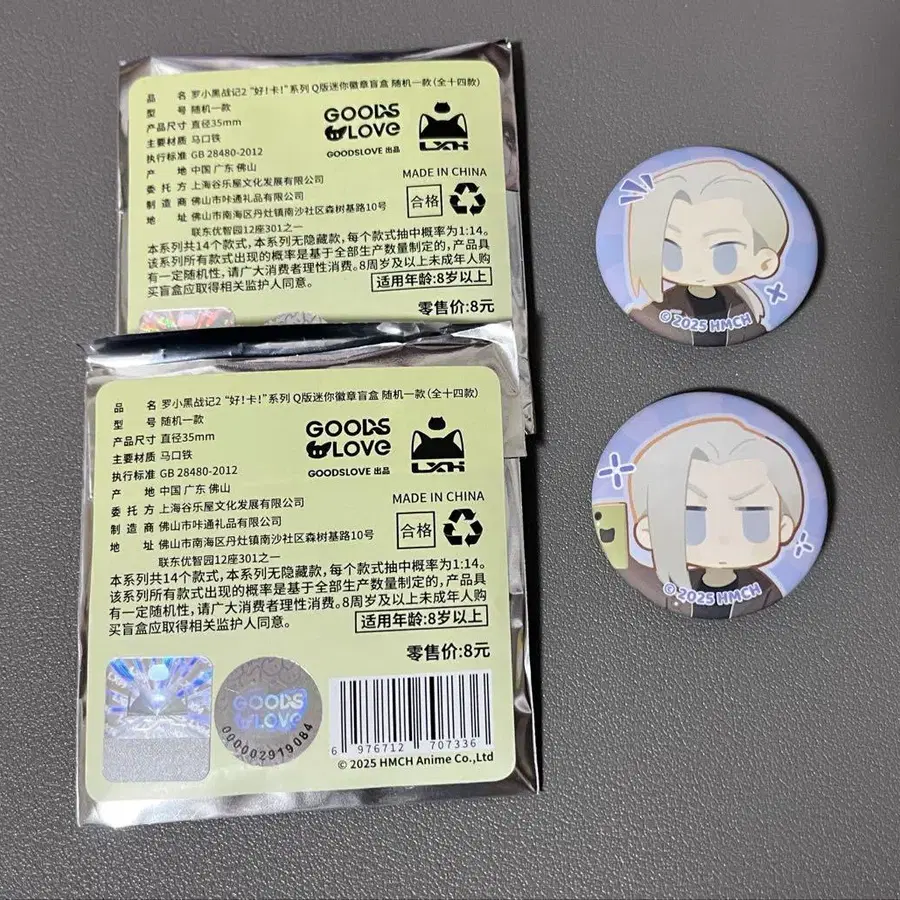 品 名 罗小黑战记2 “好!卡!”系列 Q版迷你徽章盲盒 随机一款(全十四款)
型 号 随机一款
产品尺寸 直径35mm
主要材质 马口铁
执行标准 GB 28480-2012
产 地 中国 广东 佛山
委 托 方 上海谷乐屋文化发展有限公司
制 造 商 佛山市咔通礼品有限公司
地 址 佛山市南海区丹灶镇南沙社区森树基路10号
联东优智园12座301之一
GOODS
LOVE
GOODSLOVE 出品
LXH
MADE IN CHINA
合格
本系列共14个款式,本系列无隐藏款,每个款式抽中概率为1:14。
该系列所有款式出现的概率是基于全部生产数量制定的,产品具
有一定随机性,请广大消费者理性消费。8周岁及以上未成年人购
买盲盒应取得相关监护人同意。
适用年龄:8岁以上
零售价:8元
© 2025 HMCH
品 名 罗小黑战记2 “好!卡!”系列 Q版迷你徽章盲盒 随机一款(全十四款)
型 号 随机一款
产品尺寸 直径35mm
主要材质 马口铁
执行标准 GB 28480-2012
产 地 中国 广东 佛山
委 托 方 上海谷乐屋文化发展有限公司
制 造 商 佛山市咔通礼品有限公司
地 址 佛山市南海区丹灶镇南沙社区森树基路10号
联东优智园12座301之一
GOODS
LOVE
GOODSLOVE 出品
LXH
MADE IN CHINA
合格
本系列共14个款式,本系列无隐藏款,每个款式抽中概率为1:14。
该系列所有款式出现的概率是基于全部生产数量制定的,产品具
有一定随机性,请广大消费者理性消费。8周岁及以上未成年人购
买盲盒应取得相关监护人同意。
适用年龄:8岁以上
零售价:8元
GOODS
LOVE
000002919084
6 976712 707336
© 2025 HMCH Anime Co.,Ltd
© 2025 HMCH